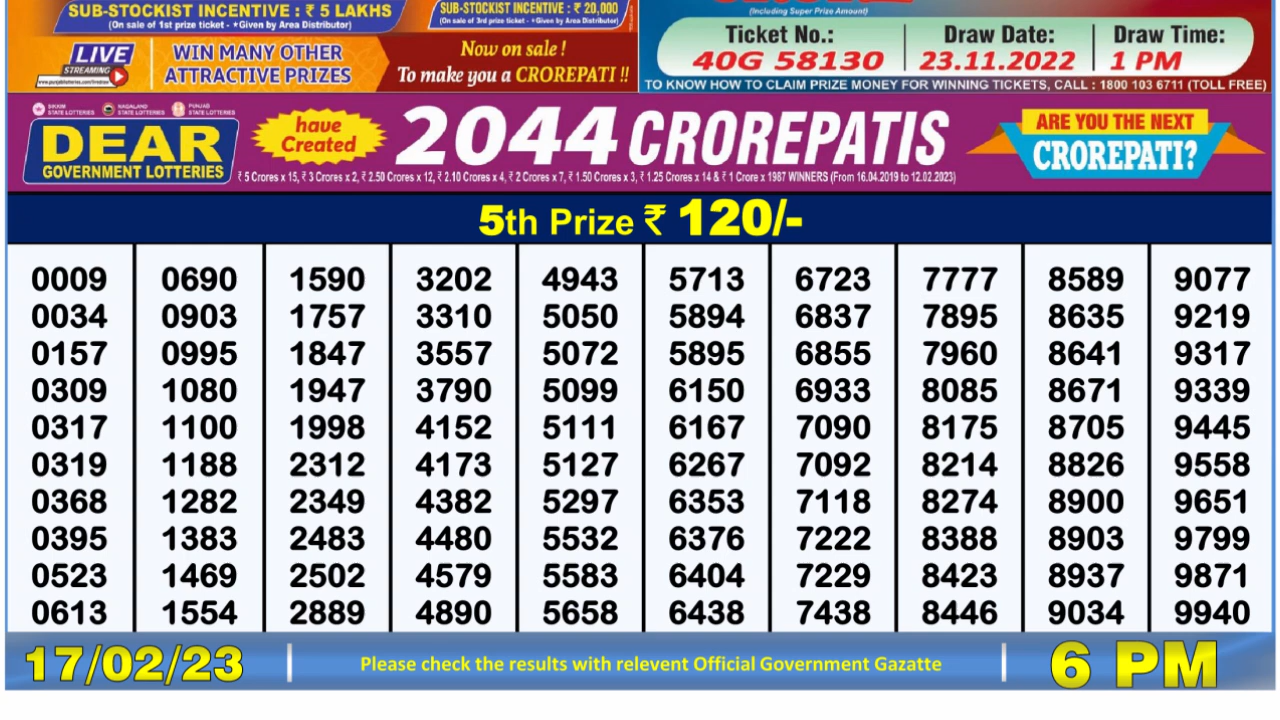 SUB-STOCKIST INCENTIVE : ₹ 5 LAKHS
(On sale of 1st prize ticket - *Given by Area Distributor)
SUB-STOCKIST INCENTIVE : ₹ 20,000
(On sale of 3rd prize ticket - *Given by Area Distributor)
LIVE
STREAMING
WIN MANY OTHER
ATTRACTIVE PRIZES
Now on sale !
To make you a CROREPATI !!
(Including Super Prize Amount)
Ticket No.: Draw Date: Draw Time:
40G 58130 23.11.2022 1 PM
TO KNOW HOW TO CLAIM PRIZE MONEY FOR WINNING TICKETS, CALL : 1800 103 6711 (TOLL FREE)
SIKKIM STATE LOTTERIES NAGALAND STATE LOTTERIES PUNJAB STATE LOTTERIES
DEAR
GOVERNMENT LOTTERIES
have
Created
2044 CROREPATIS
₹ 5 Crores x 15, ₹ 3 Crores x 2, ₹ 2.50 Crores x 12, ₹ 2.10 Crores x 4, ₹ 2 Crores x 7, ₹ 1.50 Crores x 3, ₹ 1.25 Crores x 14 & ₹ 1 Crore x 1987 WINNERS (From 16.04.2019 to 12.02.2023)
ARE YOU THE NEXT
CROREPATI?
5th Prize ₹ 120/-
0009 0690 1590 3202 4943 5713 6723 7777 8589 9077
0034 0903 1757 3310 5050 5894 6837 7895 8635 9219
0157 0995 1847 3557 5072 5895 6855 7960 8641 9317
0309 1080 1947 3790 5099 6150 6933 8085 8671 9339
0317 1100 1998 4152 5111 6167 7090 8175 8705 9445
0319 1188 2312 4173 5127 6267 7092 8214 8826 9558
0368 1282 2349 4382 5297 6353 7118 8274 8900 9651
0395 1383 2483 4480 5532 6376 7222 8388 8903 9799
0523 1469 2502 4579 5583 6404 7229 8423 8937 9871
0613 1554 2889 4890 5658 6438 7438 8446 9034 9940
17/02/23
Please check the results with relevent Official Government Gazatte
6 PM